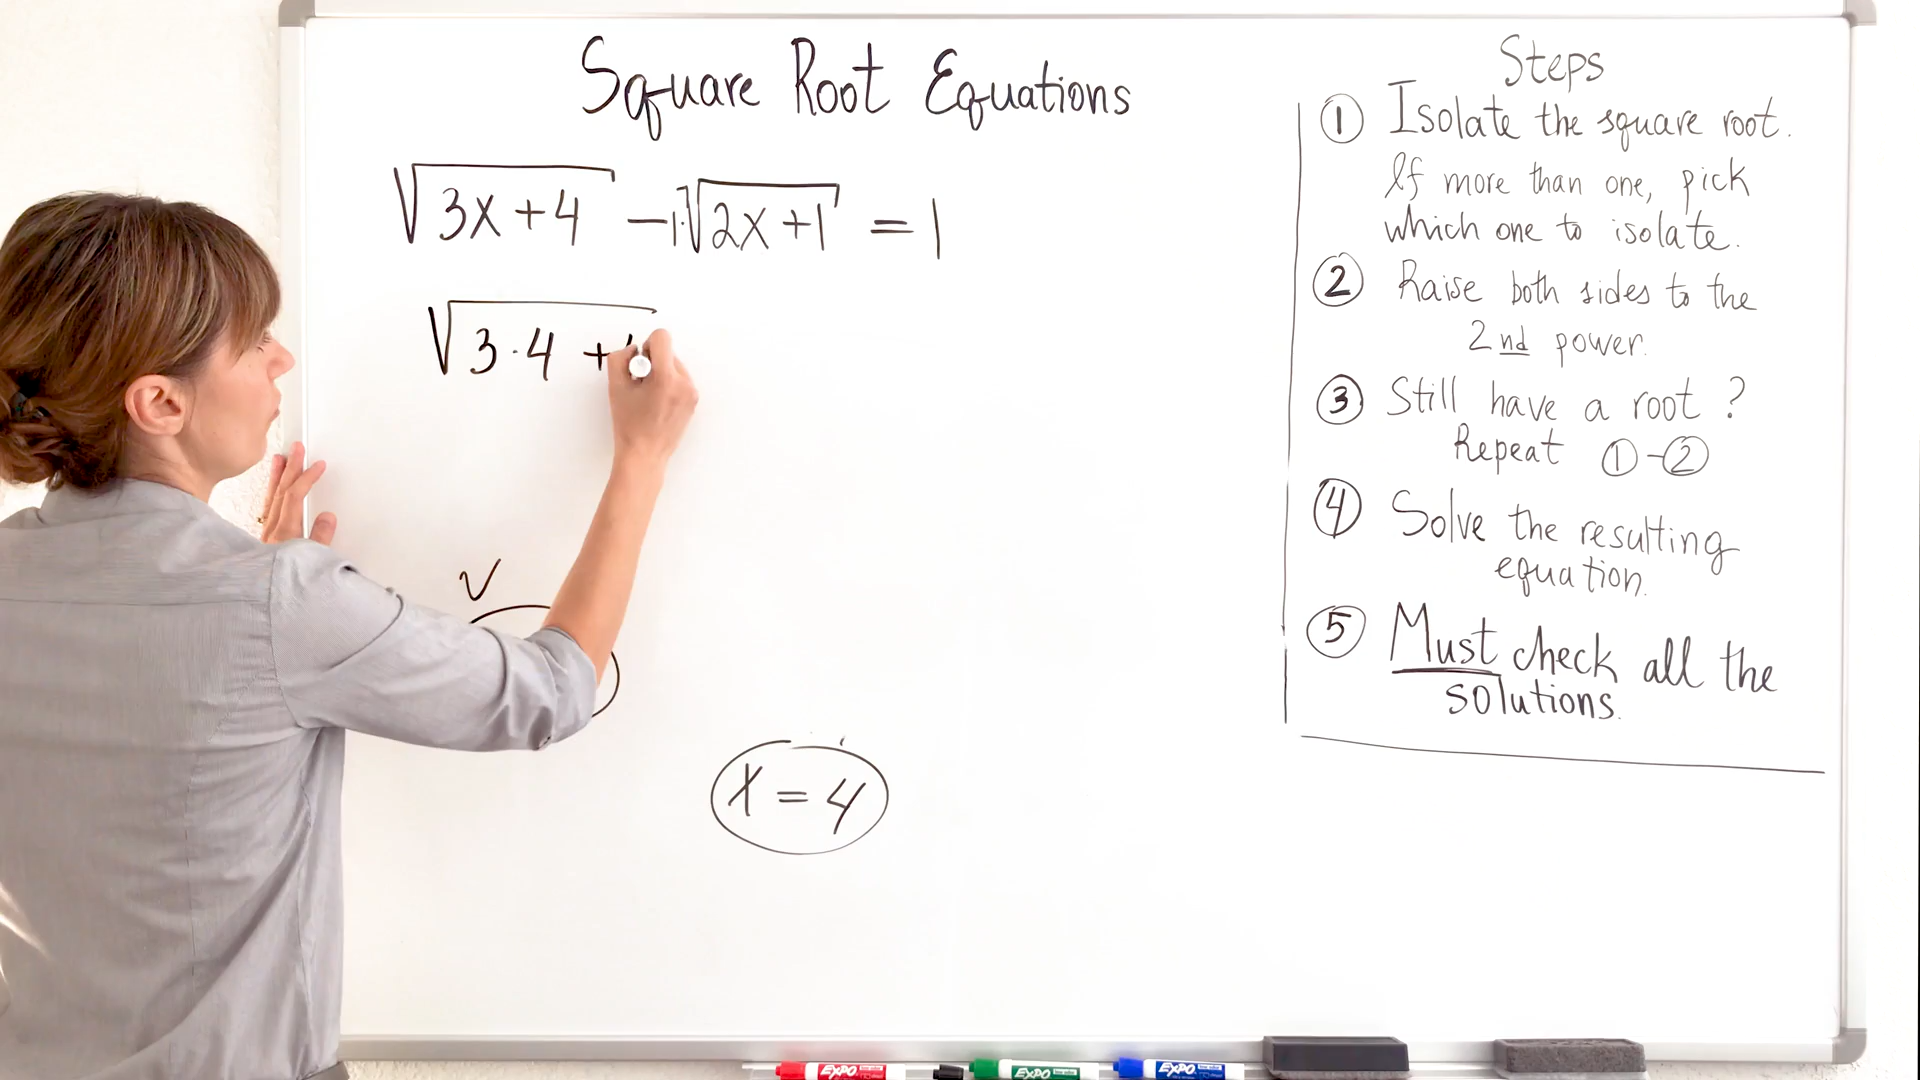 Square Root Equations
√3x+4 −1·√2x+1 = 1
√3·4 +
√
x = 4
Steps
① Isolate the square root.
If more than one, pick
which one to isolate.
② Raise both sides to the
2nd power.
③ Still have a root?
Repeat ①-②
④ Solve the resulting
equation.
⑤ Must check all the
solutions.
EXPO
EXPO
EXPO